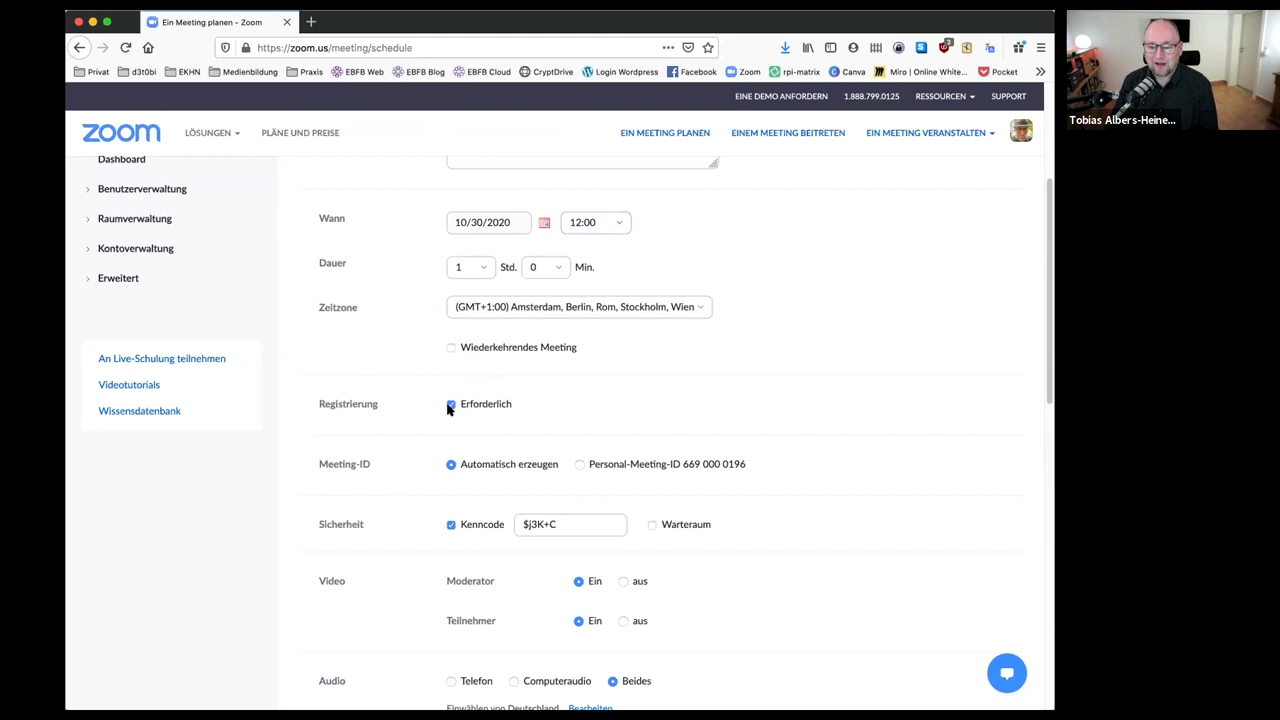 Ein Meeting planen - Zoom
https://zoom.us/meeting/schedule
Privat d3t0bi EKHN Medienbildung Praxis EBFB Web EBFB Blog EBFB Cloud CryptDrive Login Wordpress Facebook Zoom rpi-matrix Canva Miro | Online White... Pocket
EINE DEMO ANFORDERN 1.888.799.0125 RESSOURCEN SUPPORT
zoom LÖSUNGEN PLÄNE UND PREISE EIN MEETING PLANEN EINEM MEETING BEITRETEN EIN MEETING VERANSTALTEN
Tobias Albers-Heine...
Dashboard
Benutzerverwaltung
Raumverwaltung
Kontoverwaltung
Erweitert
An Live-Schulung teilnehmen
Videotutorials
Wissensdatenbank
Wann 10/30/2020 12:00
Dauer 1 Std. 0 Min.
Zeitzone (GMT+1:00) Amsterdam, Berlin, Rom, Stockholm, Wien
Wiederkehrendes Meeting
Registrierung Erforderlich
Meeting-ID Automatisch erzeugen Personal-Meeting-ID 669 000 0196
Sicherheit Kenncode $j3K+C Warteraum
Video Moderator Ein aus
Teilnehmer Ein aus
Audio Telefon Computeraudio Beides
Einwählen von Deutschland Bearbeiten